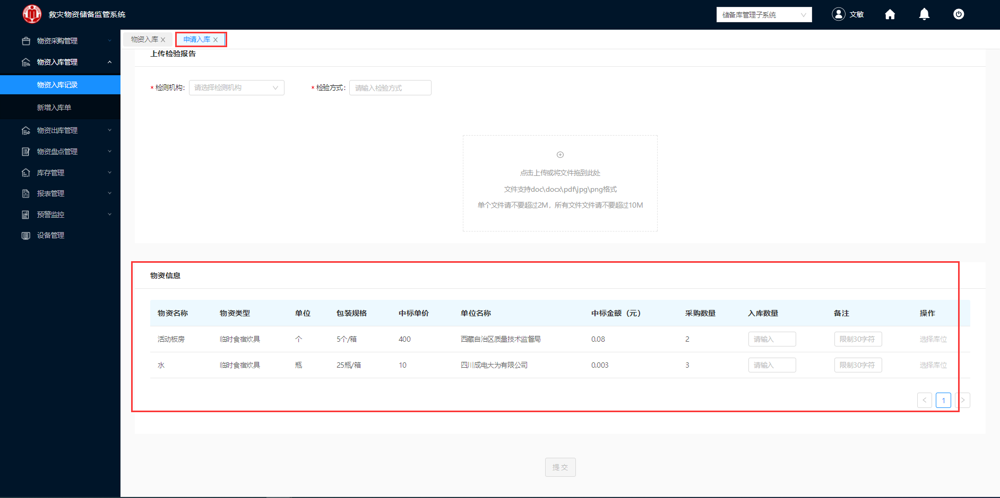 救灾物资储备监管系统
储备库管理子系统
文敏
物资采购管理
物资入库管理
物资入库记录
新增入库单
物资出库管理
物资盘点管理
库存管理
报表管理
预警监控
设备管理
物资入库 X
申请入库 X
上传检验报告
* 检测机构: 请选择检测机构
* 检验方式: 请输入检验方式
点击上传或将文件拖到此处
文件支持doc\docx\pdf\jpg\png格式
单个文件请不要超过2M，所有文件文件请不要超过10M
物资信息
物资名称 物资类型 单位 包装规格 中标单价 单位名称 中标金额（元） 采购数量 入库数量 备注 操作
活动板房 临时食宿炊具 个 5个/箱 400 西藏自治区质量技术监督局 0.08 2 请输入 限制30字符 选择库位
水 临时食宿炊具 瓶 25瓶/箱 10 四川成电大为有限公司 0.003 3 请输入 限制30字符 选择库位
< 1 >
提交